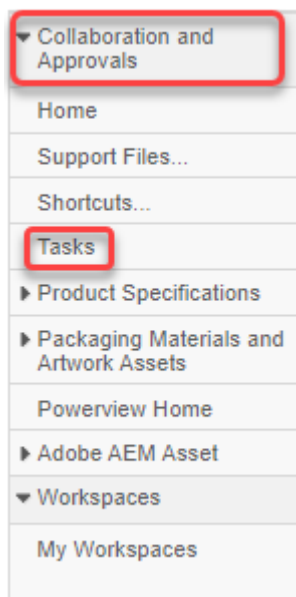 Collaboration and
Approvals
Home
Support Files...
Shortcuts...
Tasks
Product Specifications
Packaging Materials and
Artwork Assets
Powerview Home
Adobe AEM Asset
Workspaces
My Workspaces